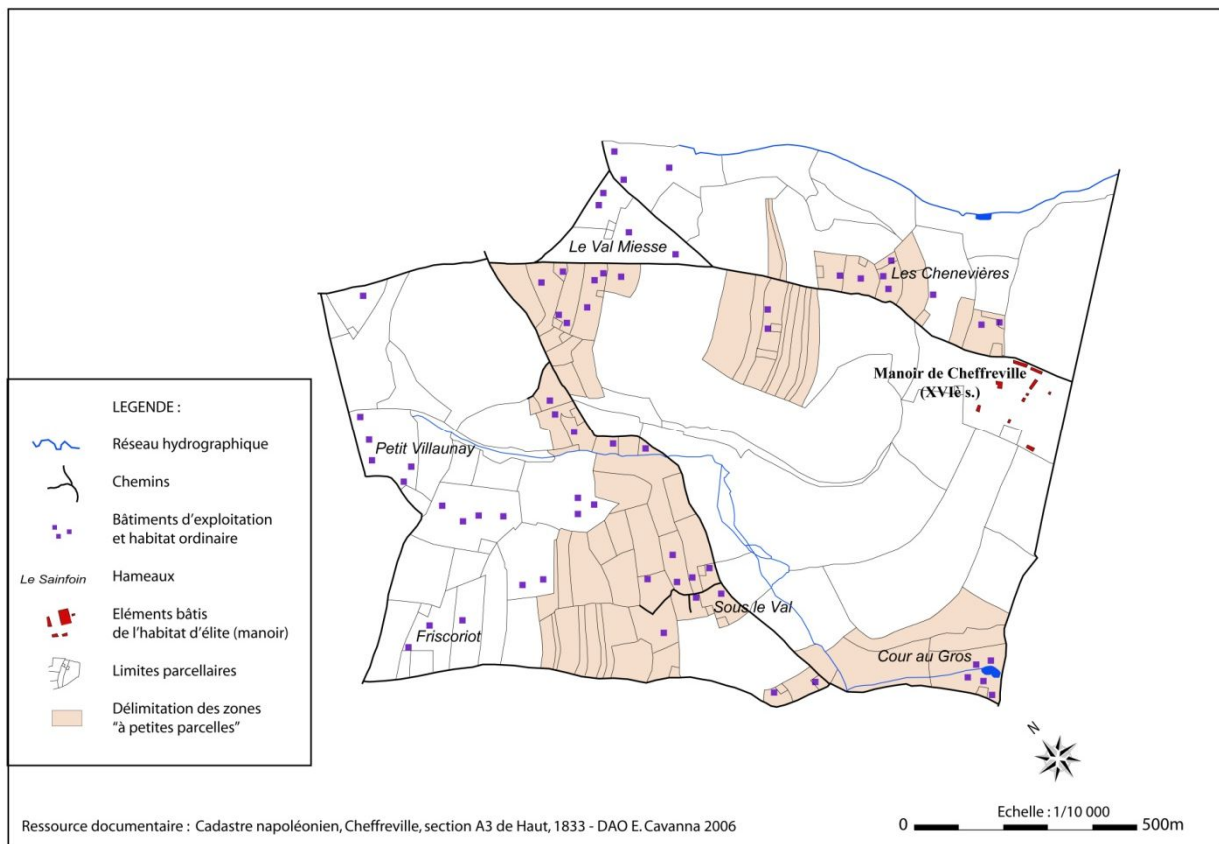 Le Val Miesse
Les Chenevières
Manoir de Cheffreville
(XVIè s.)
Petit Villaunay
Sous le Val
Friscoriot
Cour au Gros
LEGENDE :
Réseau hydrographique
Chemins
Bâtiments d’exploitation
et habitat ordinaire
Le Sainfoin
Hameaux
Eléments bâtis
de l’habitat d’élite (manoir)
Limites parcellaires
Délimitation des zones
“à petites parcelles”
N
Ressource documentaire : Cadastre napoléonien, Cheffreville, section A3 de Haut, 1833 - DAO E. Cavanna 2006
Echelle : 1/10 000
0
500m